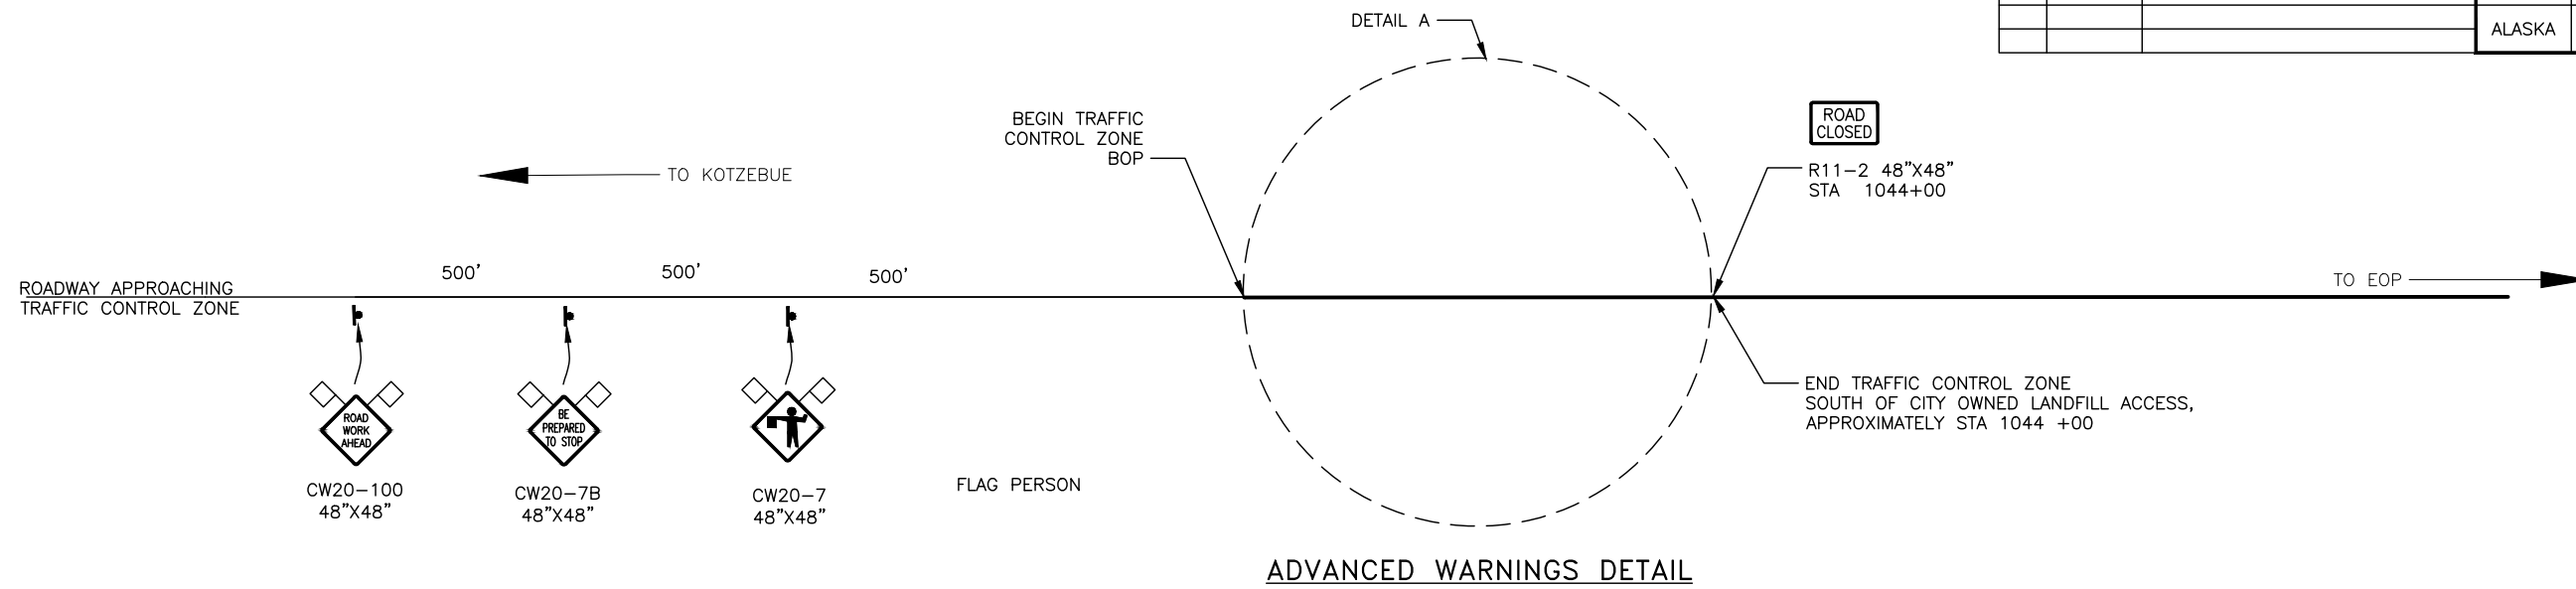 DETAIL A
ALASKA
BEGIN TRAFFIC
CONTROL ZONE
BOP
ROAD
CLOSED
R11-2 48"X48"
STA 1044+00
TO KOTZEBUE
500'
500'
500'
TO EOP
ROADWAY APPROACHING
TRAFFIC CONTROL ZONE
END TRAFFIC CONTROL ZONE
SOUTH OF CITY OWNED LANDFILL ACCESS,
APPROXIMATELY STA 1044 +00
ROAD
WORK
AHEAD
CW20-100
48"X48"
BE
PREPARED
TO STOP
CW20-7B
48"X48"
CW20-7
48"X48"
FLAG PERSON
ADVANCED WARNINGS DETAIL